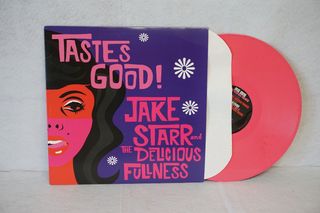 TASTES
GOOD!
JAKE
STARR and
THE DELICIOUS
FULLNESS